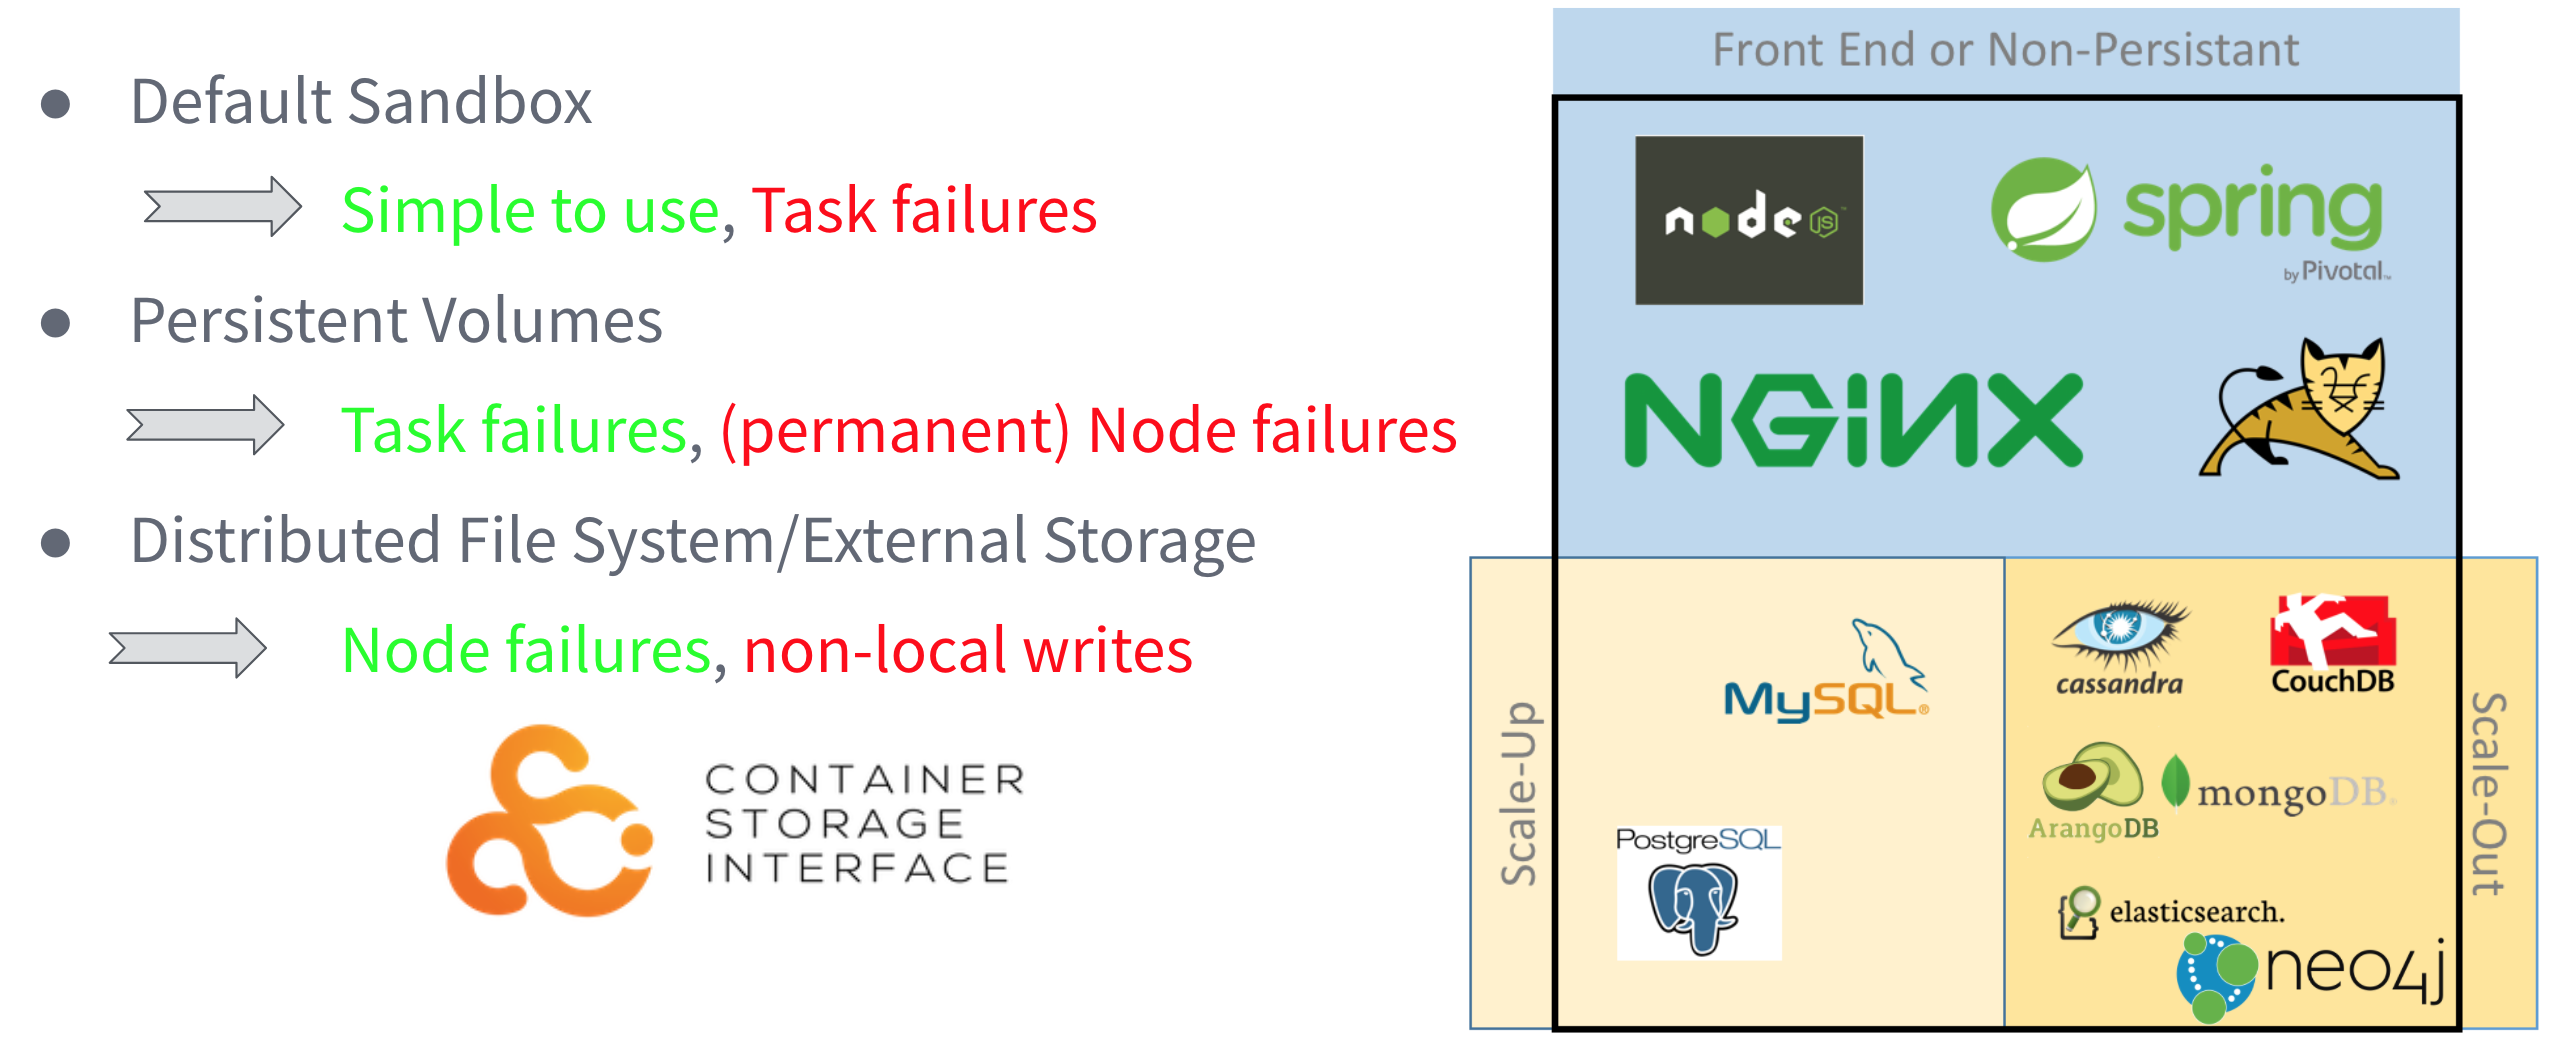 ● Default Sandbox
Simple to use, Task failures
● Persistent Volumes
Task failures, (permanent) Node failures
● Distributed File System/External Storage
Node failures, non-local writes
CONTAINER
STORAGE
INTERFACE
Front End or Non-Persistant
node JS™
spring
by Pivotal™
NGiNX
Scale-Up
MySQL®
PostgreSQL
cassandra
CouchDB
ArangoDB
mongoDB®
elasticsearch.
neo4j
Scale-Out